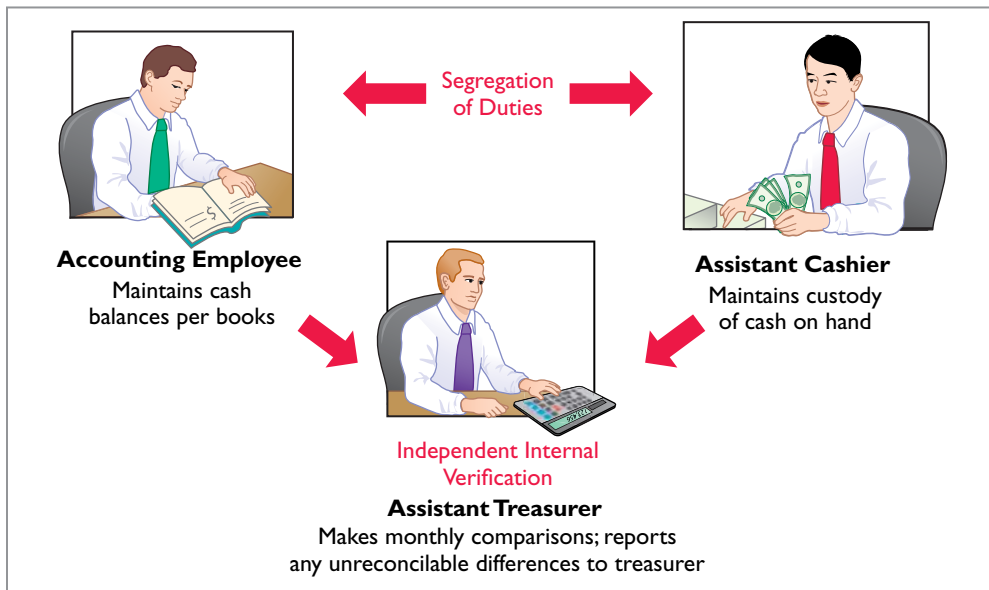 Segregation
of Duties
Accounting Employee
Maintains cash
balances per books
Assistant Cashier
Maintains custody
of cash on hand
$
Independent Internal
Verification
Assistant Treasurer
Makes monthly comparisons; reports
any unreconcilable differences to treasurer